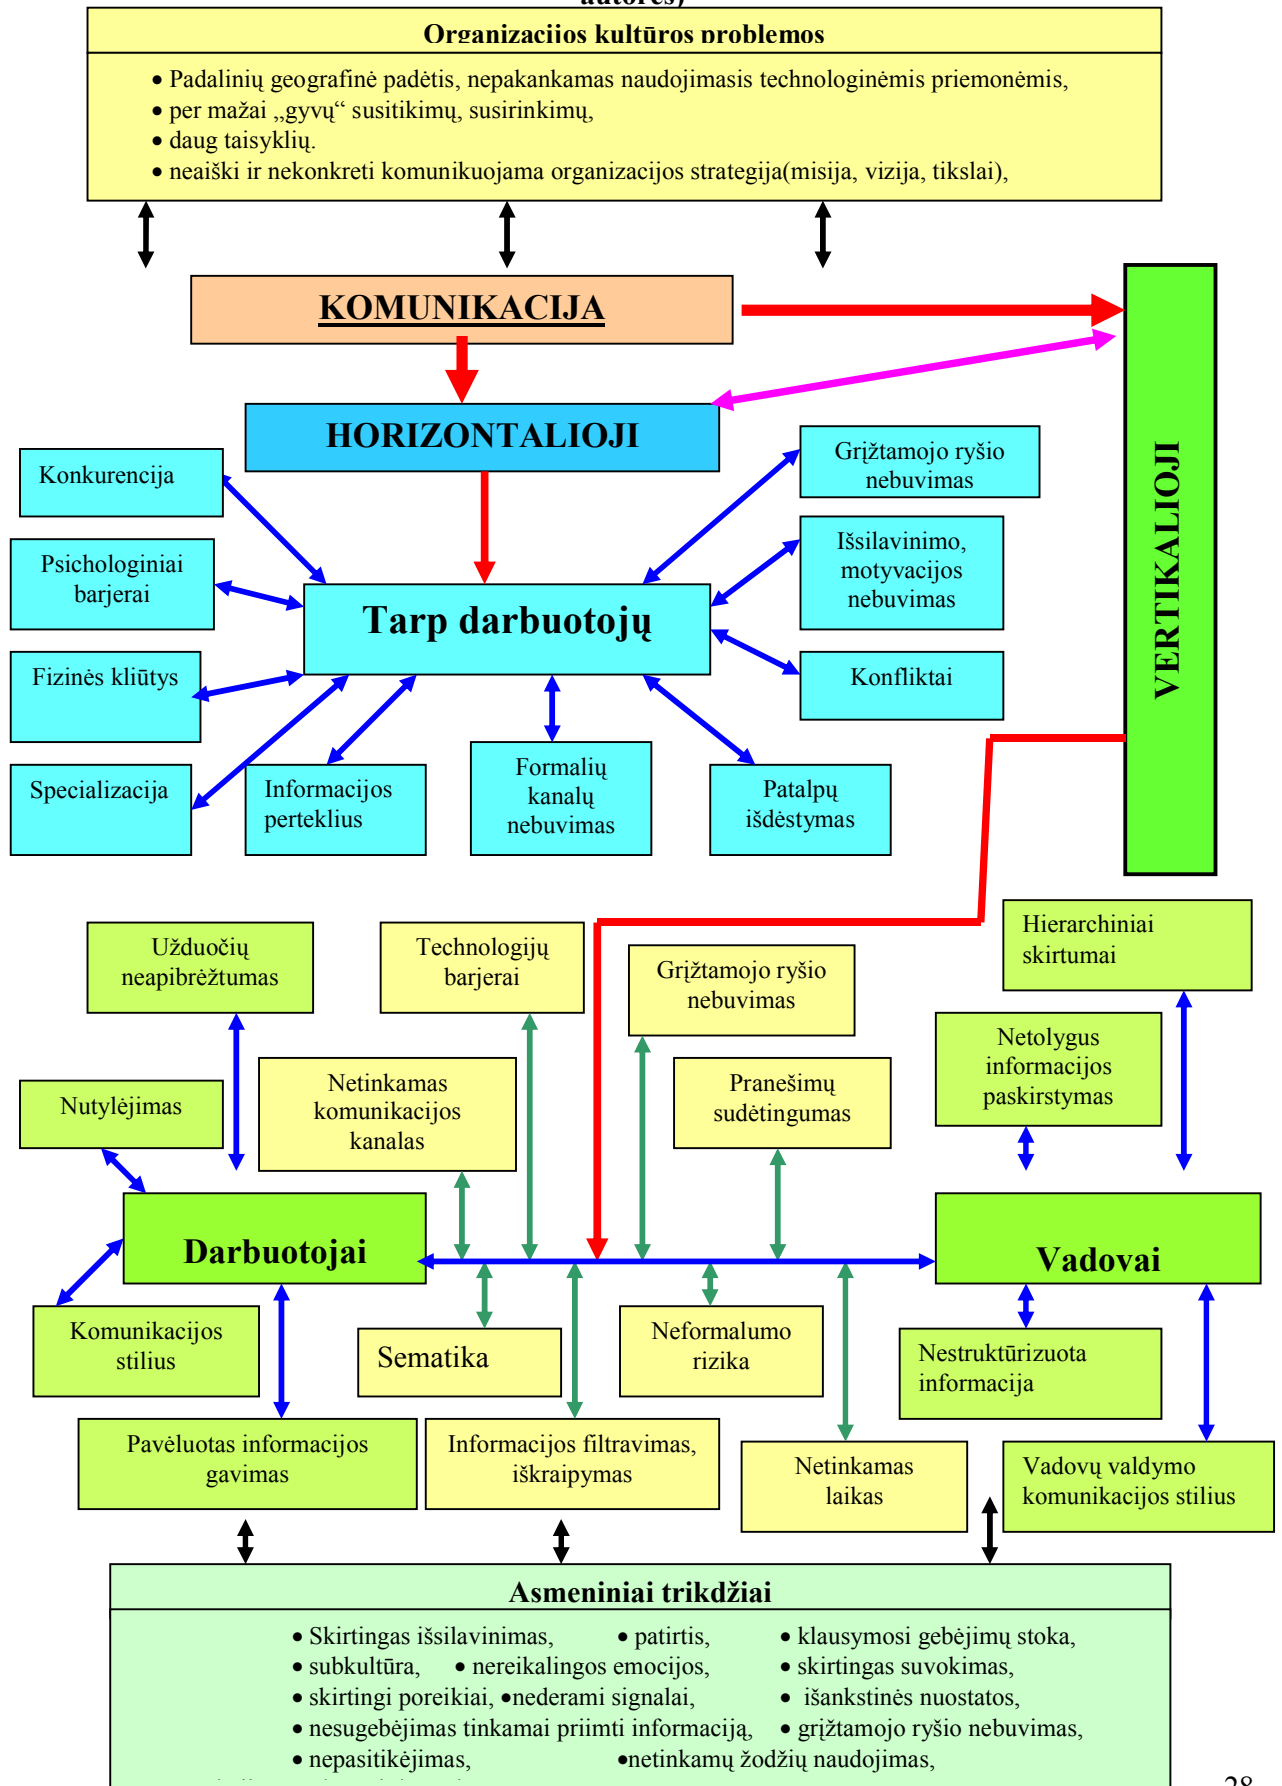 autorės)
Organizacijos kultūros problemos
• Padalinių geografinė padėtis, nepakankamas naudojimasis technologinėmis priemonėmis,
• per mažai „gyvų“ susitikimų, susirinkimų,
• daug taisyklių.
• neaiški ir nekonkreti komunikuojama organizacijos strategija(misija, vizija, tikslai),
KOMUNIKACIJA
HORIZONTALIOJI
VERTIKALIOJI
Konkurencija
Grįžtamojo ryšio
nebuvimas
Psichologiniai
barjerai
Išsilavinimo,
motyvacijos
nebuvimas
Tarp darbuotojų
Fizinės kliūtys
Konfliktai
Specializacija
Informacijos
perteklius
Formalių
kanalų
nebuvimas
Patalpų
išdėstymas
Užduočių
neapibrėžtumas
Technologijų
barjerai
Grįžtamojo ryšio
nebuvimas
Hierarchiniai
skirtumai
Nutylėjimas
Netinkamas
komunikacijos
kanalas
Pranešimų
sudėtingumas
Netolygus
informacijos
paskirstymas
Darbuotojai
Vadovai
Komunikacijos
stilius
Sematika
Neformalumo
rizika
Nestruktūrizuota
informacija
Pavėluotas informacijos
gavimas
Informacijos filtravimas,
iškraipymas
Netinkamas
laikas
Vadovų valdymo
komunikacijos stilius
Asmeniniai trikdžiai
• Skirtingas išsilavinimas, • patirtis, • klausymosi gebėjimų stoka,
• subkultūra, • nereikalingos emocijos, • skirtingas suvokimas,
• skirtingi poreikiai, •nederami signalai, • išankstinės nuostatos,
• nesugebėjimas tinkamai priimti informaciją, • grįžtamojo ryšio nebuvimas,
• nepasitikėjimas, •netinkamų žodžių naudojimas,
28